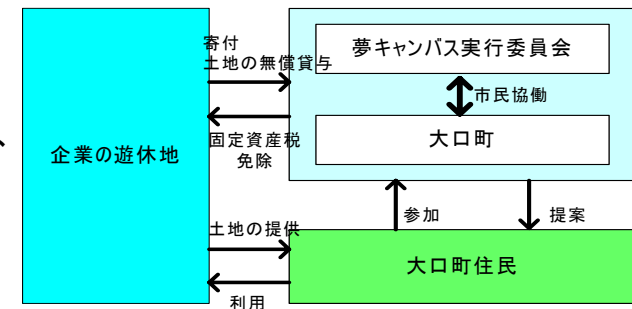 寄付
土地の無償貸与
夢キャンバス実行委員会
市民協働
企業の遊休地
固定資産税
免除
大口町
参加
提案
土地の提供
大口町住民
利用